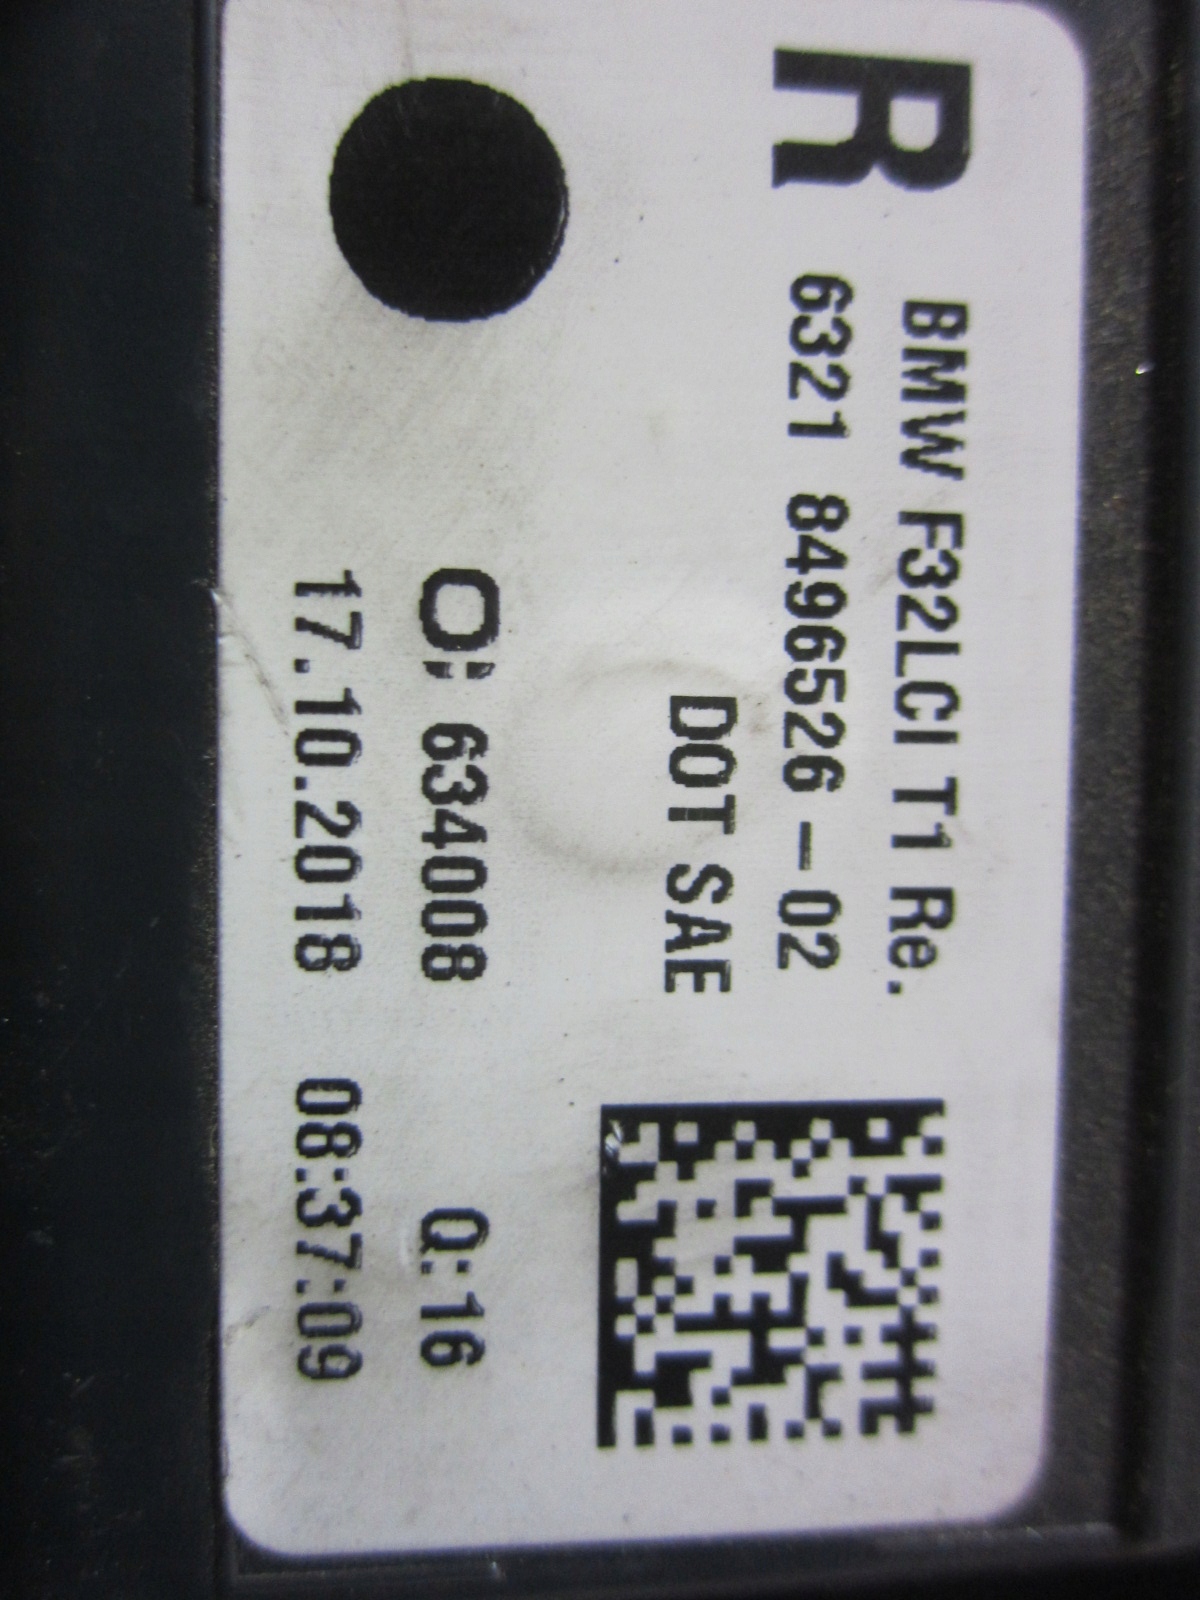 R
BMW F32LCI T1 Re.
6321 8496526 - 02
DOT SAE
O: 634008 Q:16
17.10.2018 08:37:09